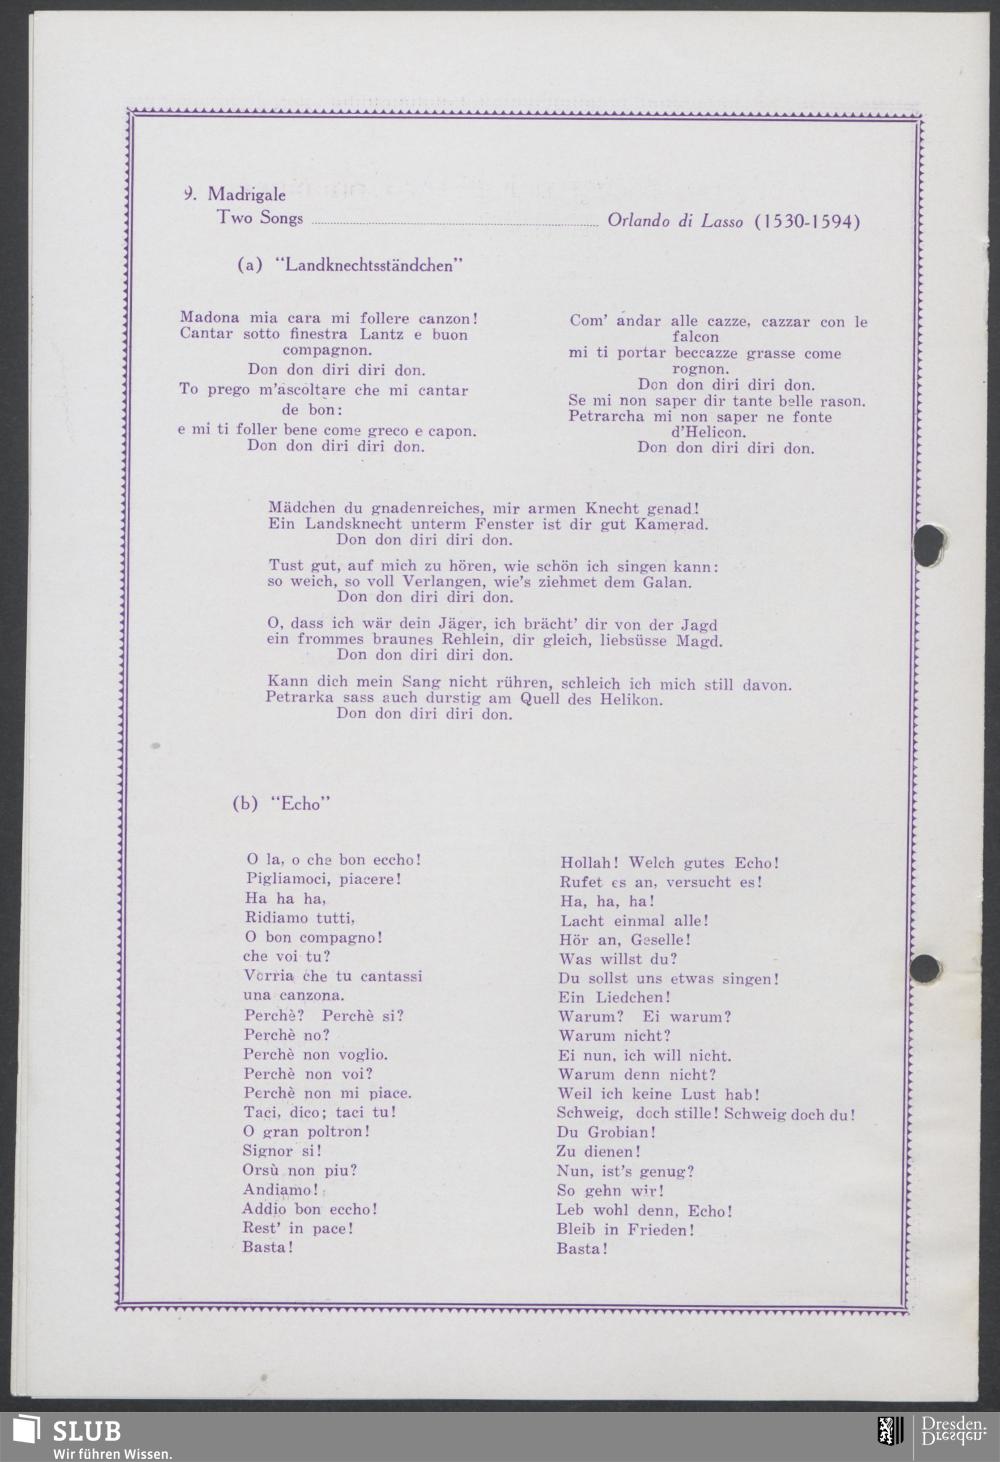 9. Madrigale
Two Songs ........ Orlando di Lasso (1530-1594)
(a) "Landknechtsständchen"
Madona mia cara mi follere canzon!
Cantar sotto finestra Lantz e buon
compagnon.
Don don diri diri don.
To prego m'ascoltare che mi cantar
de bon:
e mi ti foller bene come greco e capon.
Don don diri diri don.
Com' andar alle cazze, cazzar con le
falcon
mi ti portar beccazze grasse come
rognon.
Don don diri diri don.
Se mi non saper dir tante belle rason.
Petrarcha mi non saper ne fonte
d'Helicon.
Don don diri diri don.
Mädchen du gnadenreiches, mir armen Knecht genad!
Ein Landsknecht unterm Fenster ist dir gut Kamerad.
Don don diri diri don.
Tust gut, auf mich zu hören, wie schön ich singen kann:
so weich, so voll Verlangen, wie's ziehmet dem Galan.
Don don diri diri don.
O, dass ich wär dein Jäger, ich brächt' dir von der Jagd
ein frommes braunes Rehlein, dir gleich, liebsüsse Magd.
Don don diri diri don.
Kann dich mein Sang nicht rühren, schleich ich mich still davon.
Petrarka sass auch durstig am Quell des Helikon.
Don don diri diri don.
(b) "Echo"
O la, o che bon eccho!
Pigliamoci, piacere!
Ha ha ha,
Ridiamo tutti,
O bon compagno!
che voi tu?
Vorria che tu cantassi
una canzona.
Perchè? Perchè si?
Perchè no?
Perchè non voglio.
Perchè non voi?
Perchè non mi piace.
Taci, dico; taci tu!
O gran poltron!
Signor si!
Orsù non piu?
Andiamo!
Addio bon eccho!
Rest' in pace!
Basta!
Hollah! Welch gutes Echo!
Rufet es an, versucht es!
Ha, ha, ha!
Lacht einmal alle!
Hör an, Geselle!
Was willst du?
Du sollst uns etwas singen!
Ein Liedchen!
Warum? Ei warum?
Warum nicht?
Ei nun, ich will nicht.
Warum denn nicht?
Weil ich keine Lust hab!
Schweig, doch stille! Schweig doch du!
Du Grobian!
Zu dienen!
Nun, ist's genug?
So gehn wir!
Leb wohl denn, Echo!
Bleib in Frieden!
Basta!
SLUB
Wir führen Wissen.
Dresden.
Dresden.